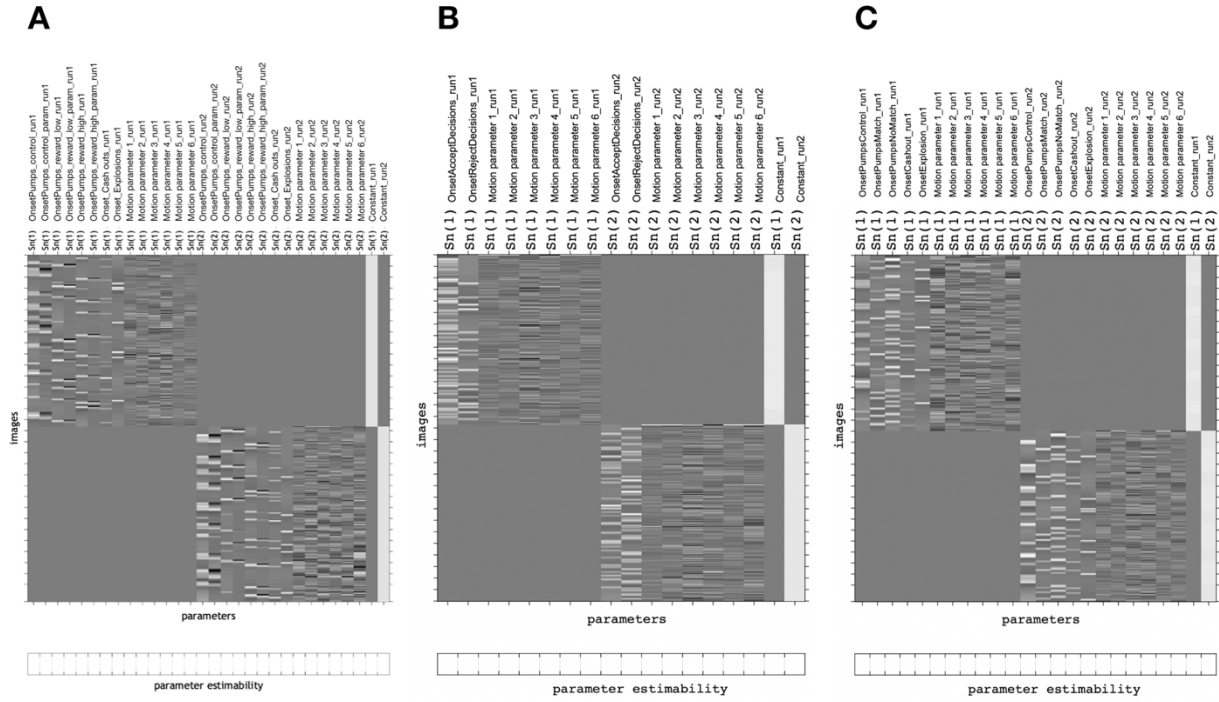 A
B
C
Sn(1) OnsetPumps_control_run1
Sn(1) OnsetPumps_control_param_run1
Sn(1) OnsetPumps_reward_low_run1
Sn(1) OnsetPumps_reward_low_param_run1
Sn(1) OnsetPumps_reward_high_run1
Sn(1) OnsetPumps_reward_high_param_run1
Sn(1) Onset_Cash outs_run1
Sn(1) Onset_Explosions_run1
Sn(1) Motion parameter 1_run1
Sn(1) Motion parameter 2_run1
Sn(1) Motion parameter 3_run1
Sn(1) Motion parameter 4_run1
Sn(1) Motion parameter 5_run1
Sn(1) Motion parameter 6_run1
Sn(2) OnsetPumps_control_run2
Sn(2) OnsetPumps_control_param_run2
Sn(2) OnsetPumps_reward_low_run2
Sn(2) OnsetPumps_reward_low_param_run2
Sn(2) OnsetPumps_reward_high_run2
Sn(2) OnsetPumps_reward_high_param_run2
Sn(2) Onset_Cash outs_run2
Sn(2) Onset_Explosions_run2
Sn(2) Motion parameter 1_run2
Sn(2) Motion parameter 2_run2
Sn(2) Motion parameter 3_run2
Sn(2) Motion parameter 4_run2
Sn(2) Motion parameter 5_run2
Sn(2) Motion parameter 6_run2
Sn(1) Constant_run1
Sn(2) Constant_run2
images
parameters
parameter estimability
Sn(1) OnsetAcceptDecisions_run1
Sn(1) OnsetRejectDecisions_run1
Sn(1) Motion parameter 1_run1
Sn(1) Motion parameter 2_run1
Sn(1) Motion parameter 3_run1
Sn(1) Motion parameter 4_run1
Sn(1) Motion parameter 5_run1
Sn(1) Motion parameter 6_run1
Sn(2) OnsetAcceptDecisions_run2
Sn(2) OnsetRejectDecisions_run2
Sn(2) Motion parameter 1_run2
Sn(2) Motion parameter 2_run2
Sn(2) Motion parameter 3_run2
Sn(2) Motion parameter 4_run2
Sn(2) Motion parameter 5_run2
Sn(2) Motion parameter 6_run2
Sn(1) Constant_run1
Sn(2) Constant_run2
images
parameters
parameter estimability
Sn(1) OnsetPumpsControl_run1
Sn(1) OnsetPumpsMatch_run1
Sn(1) OnsetPumpsNoMatch_run1
Sn(1) OnsetCashout_run1
Sn(1) OnsetExplosion_run1
Sn(1) Motion parameter 1_run1
Sn(1) Motion parameter 2_run1
Sn(1) Motion parameter 3_run1
Sn(1) Motion parameter 4_run1
Sn(1) Motion parameter 5_run1
Sn(1) Motion parameter 6_run1
Sn(2) OnsetPumpsControl_run2
Sn(2) OnsetPumpsMatch_run2
Sn(2) OnsetPumpsNoMatch_run2
Sn(2) OnsetCashout_run2
Sn(2) OnsetExplosion_run2
Sn(2) Motion parameter 1_run2
Sn(2) Motion parameter 2_run2
Sn(2) Motion parameter 3_run2
Sn(2) Motion parameter 4_run2
Sn(2) Motion parameter 5_run2
Sn(2) Motion parameter 6_run2
Sn(1) Constant_run1
Sn(2) Constant_run2
images
parameters
parameter estimability